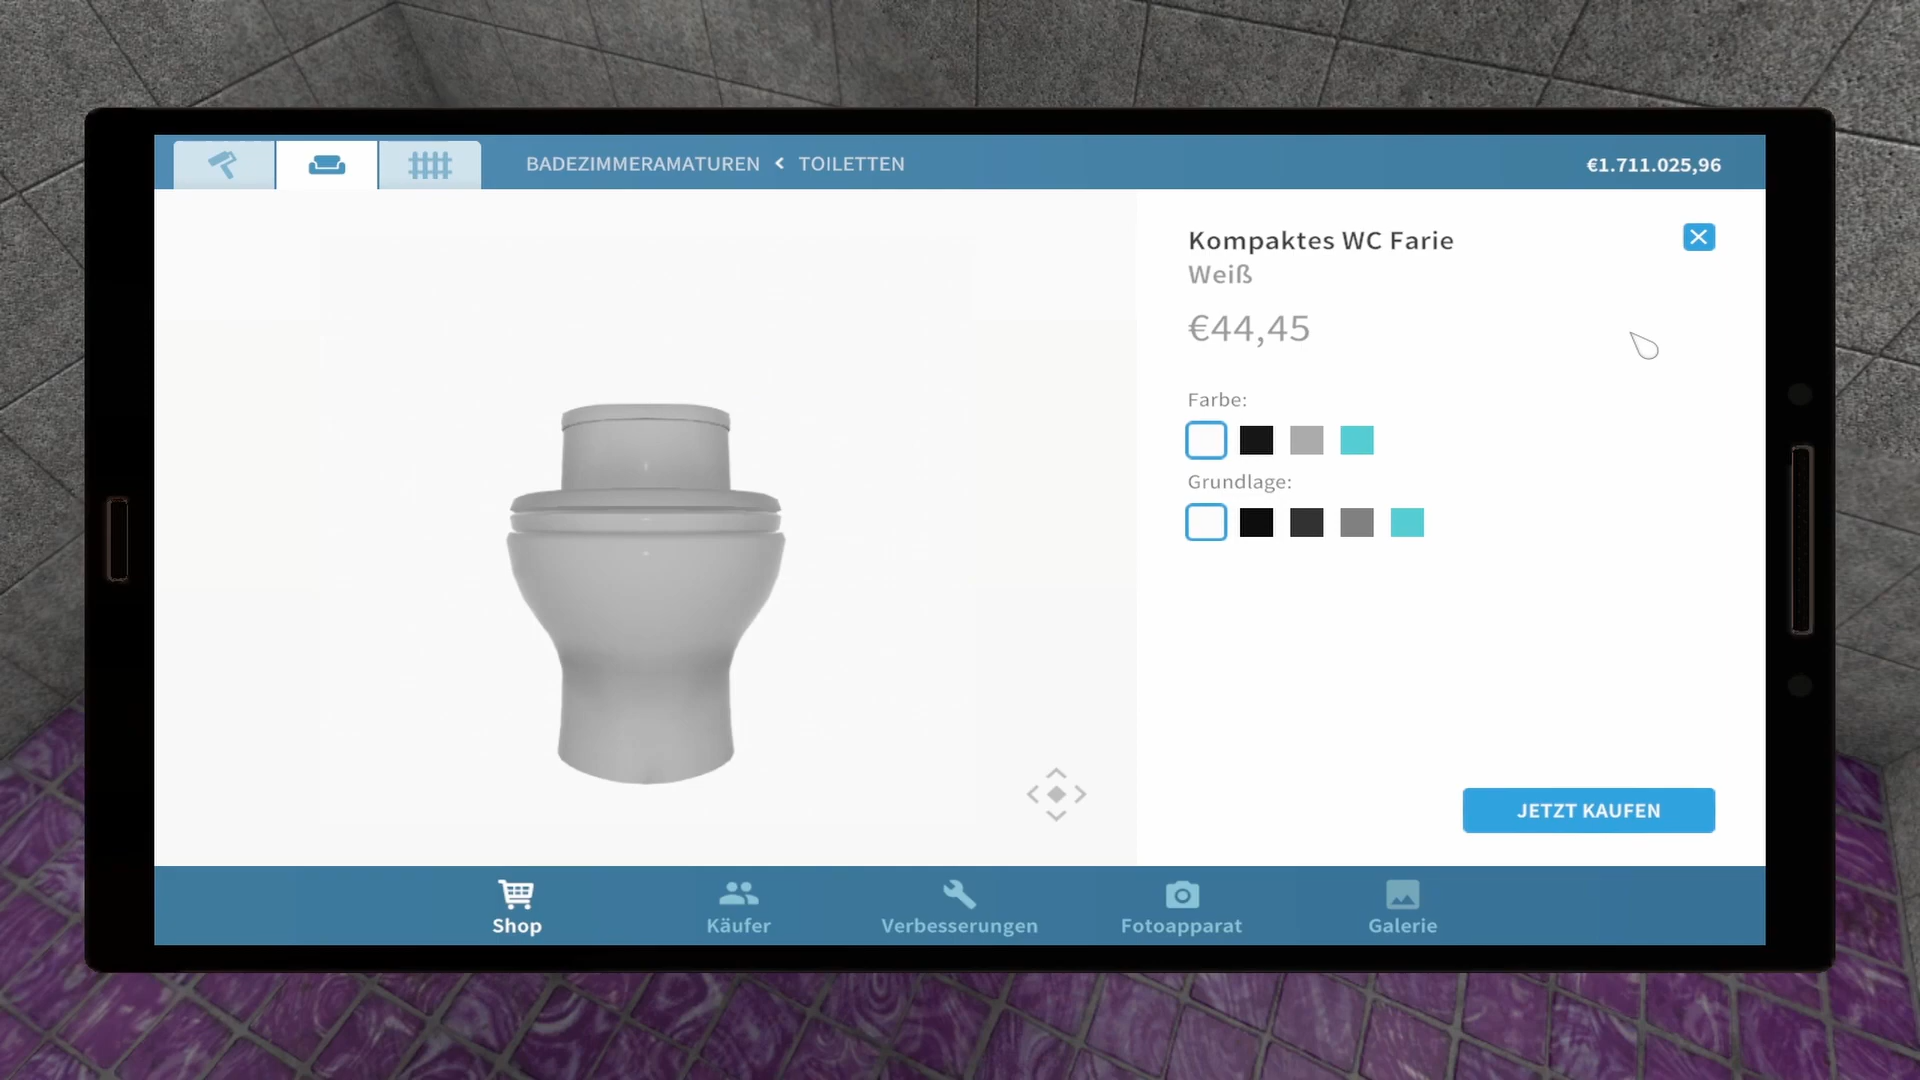 BADEZIMMERAMATUREN < TOILETTEN
€1.711.025,96
Kompaktes WC Farie
Weiß
€44,45
Farbe:
Grundlage:
JETZT KAUFEN
Shop
Käufer
Verbesserungen
Fotoapparat
Galerie